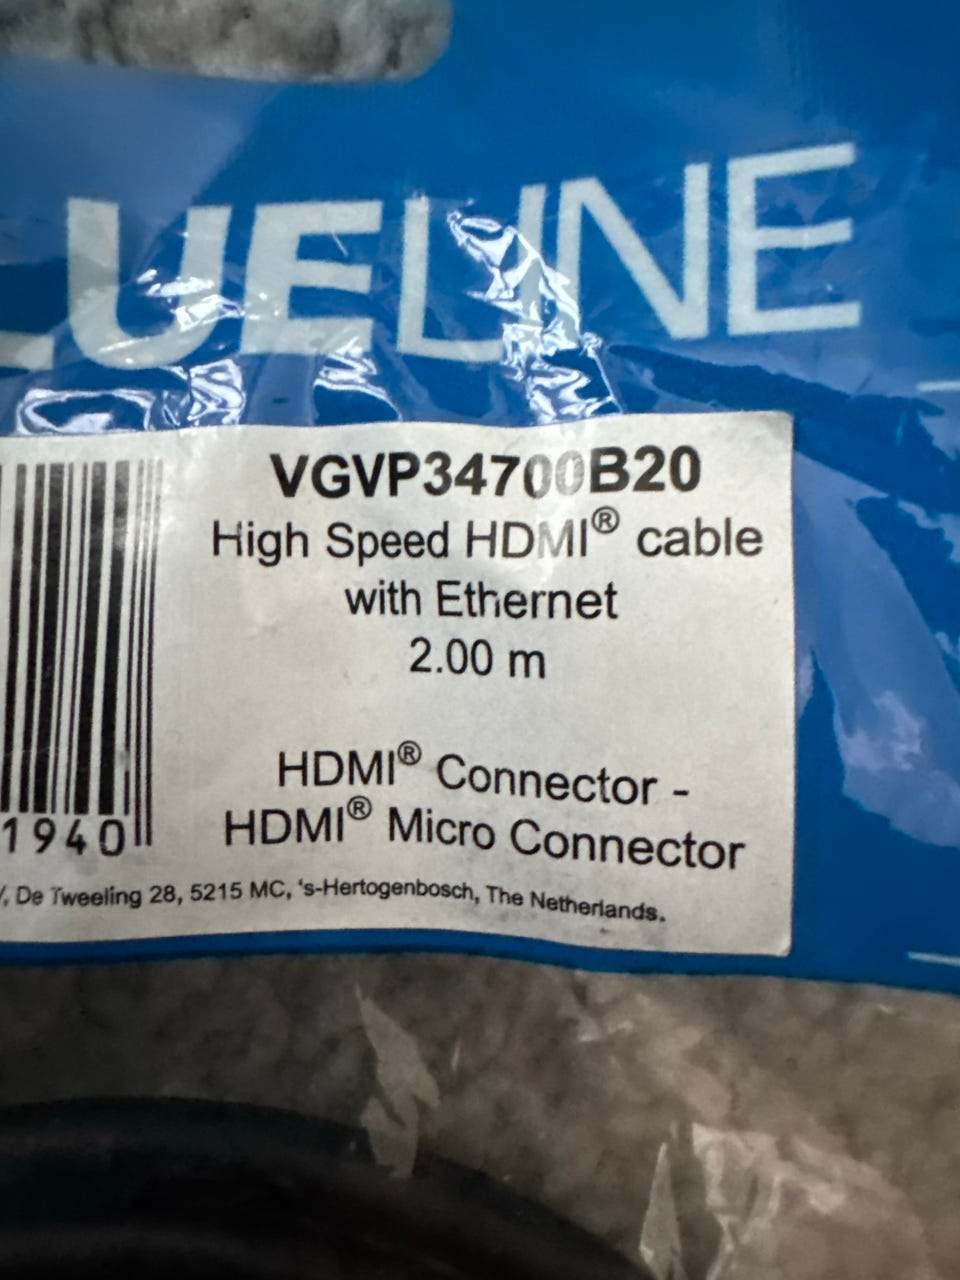 LUELINE
VGVP34700B20
High Speed HDMI® cable
with Ethernet
2.00 m
HDMI® Connector -
HDMI® Micro Connector
1940
De Tweeling 28, 5215 MC, 's-Hertogenbosch, The Netherlands.